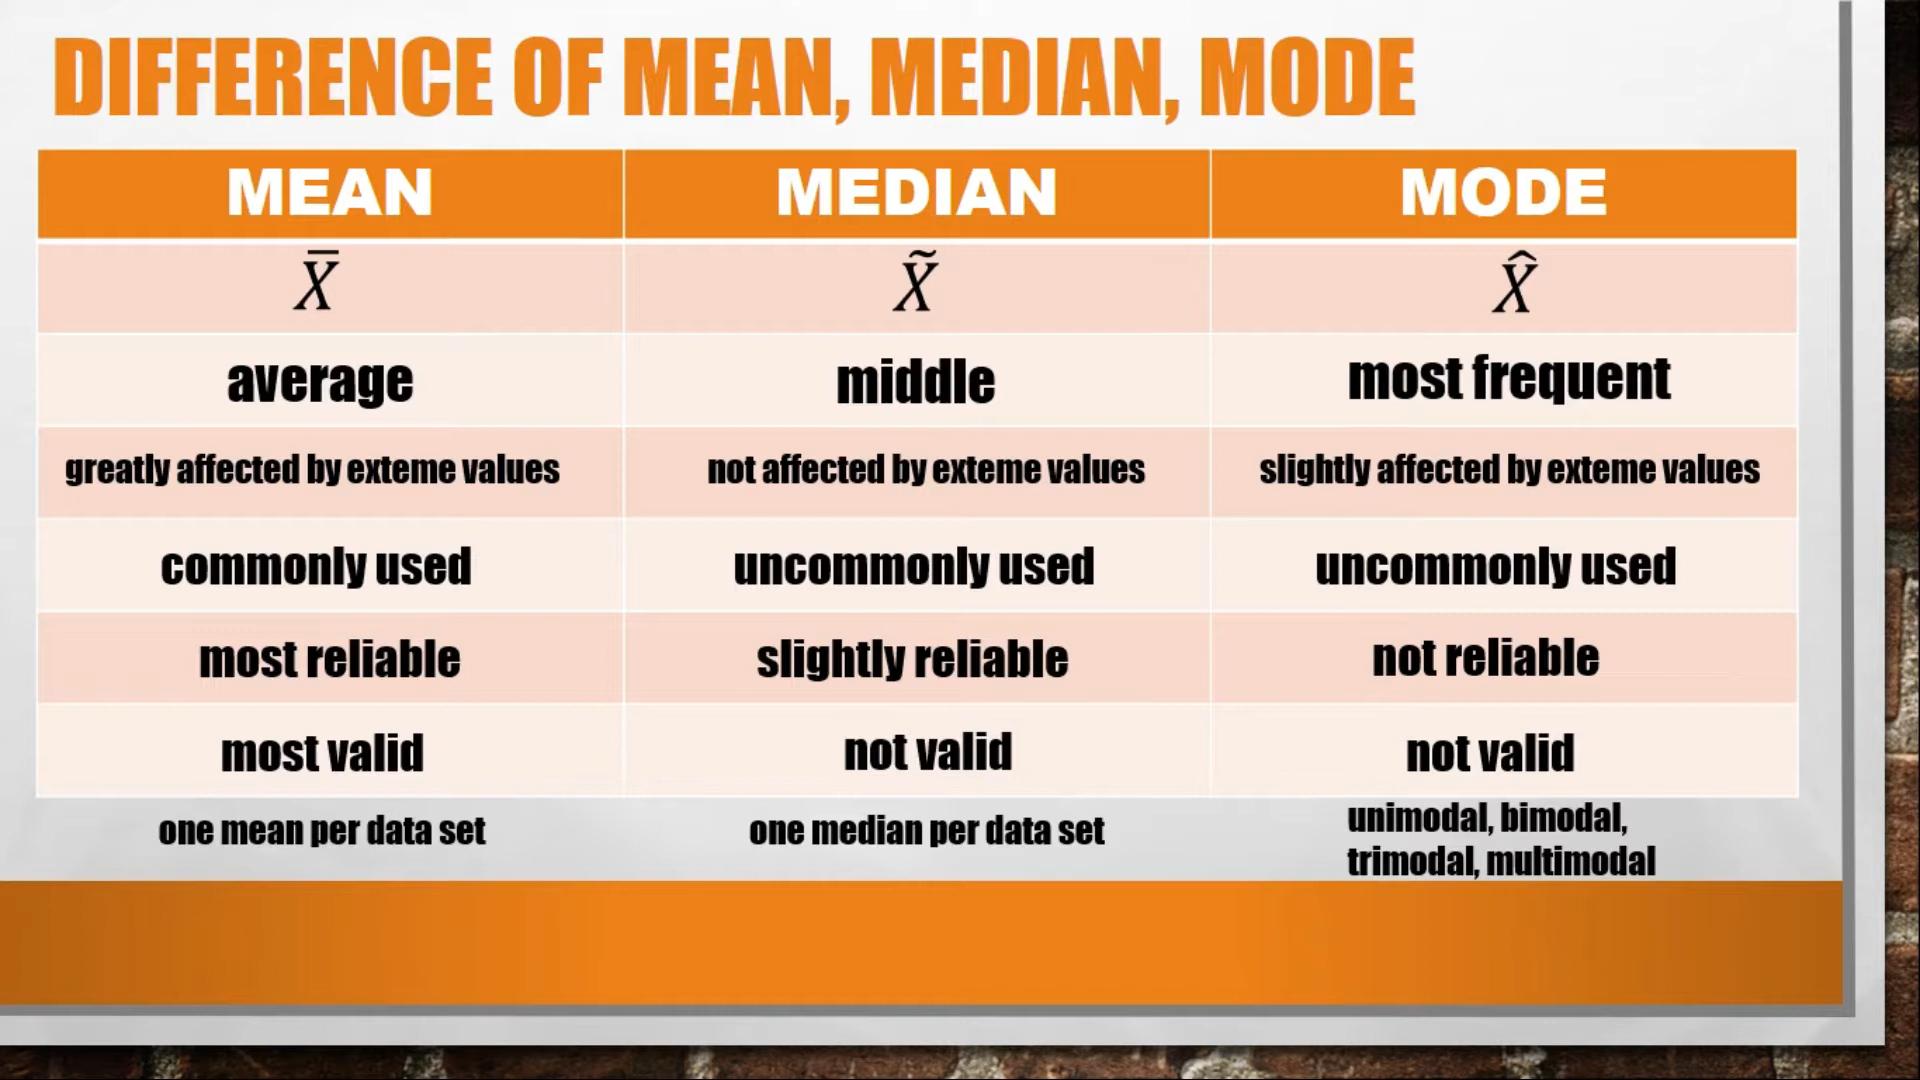 DIFFERENCE OF MEAN, MEDIAN, MODE
MEAN MEDIAN MODE
X̅ X̃ X̂
average middle most frequent
greatly affected by exteme values not affected by exteme values slightly affected by exteme values
commonly used uncommonly used uncommonly used
most reliable slightly reliable not reliable
most valid not valid not valid
one mean per data set one median per data set unimodal, bimodal,
trimodal, multimodal